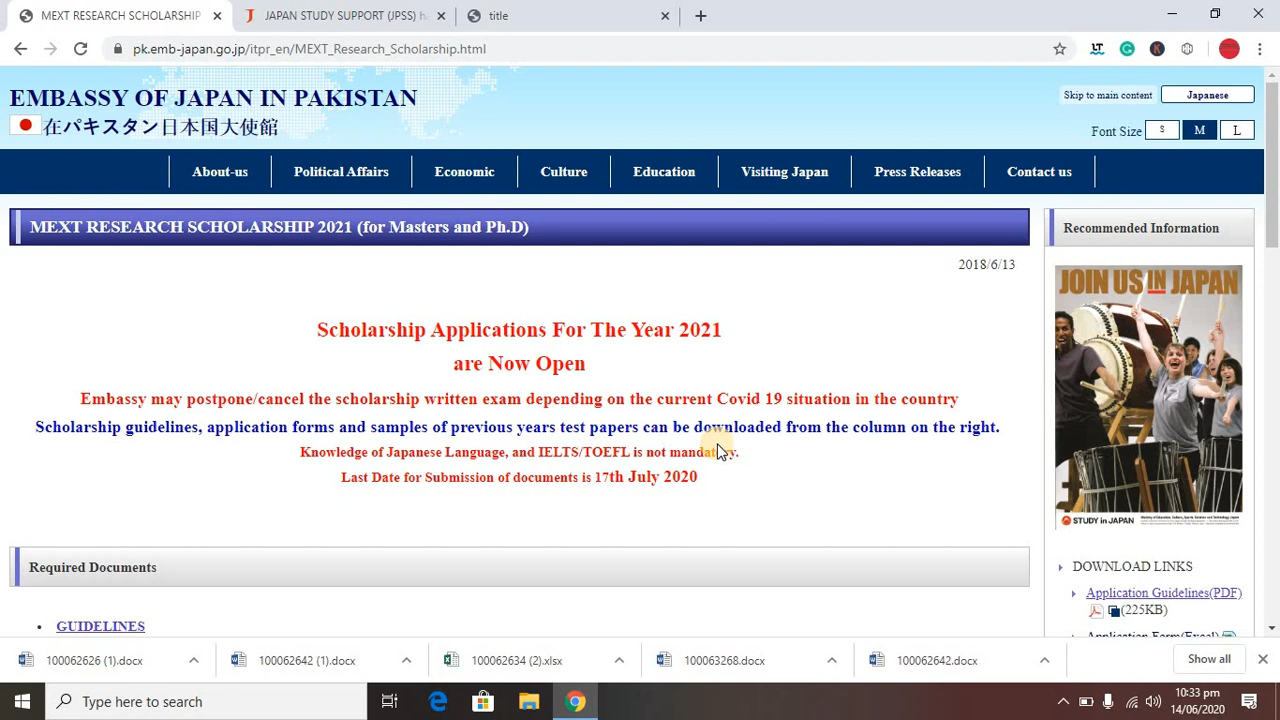 MEXT RESEARCH SCHOLARSHIP
JAPAN STUDY SUPPORT (JPSS) h
title
pk.emb-japan.go.jp/itpr_en/MEXT_Research_Scholarship.html
EMBASSY OF JAPAN IN PAKISTAN
在パキスタン日本国大使館
Skip to main content
Japanese
Font Size S M L
About-us Political Affairs Economic Culture Education Visiting Japan Press Releases Contact us
MEXT RESEARCH SCHOLARSHIP 2021 (for Masters and Ph.D)
2018/6/13
Scholarship Applications For The Year 2021
are Now Open
Embassy may postpone/cancel the scholarship written exam depending on the current Covid 19 situation in the country
Scholarship guidelines, application forms and samples of previous years test papers can be downloaded from the column on the right.
Knowledge of Japanese Language, and IELTS/TOEFL is not mandatory.
Last Date for Submission of documents is 17th July 2020
Required Documents
GUIDELINES
Recommended Information
JOIN US IN JAPAN
STUDY in JAPAN
DOWNLOAD LINKS
Application Guidelines(PDF)
(225KB)
Application Form(Excel)
100062626 (1).docx
100062642 (1).docx
100062634 (2).xlsx
100063268.docx
100062642.docx
Show all
Type here to search
10:33 pm
14/06/2020